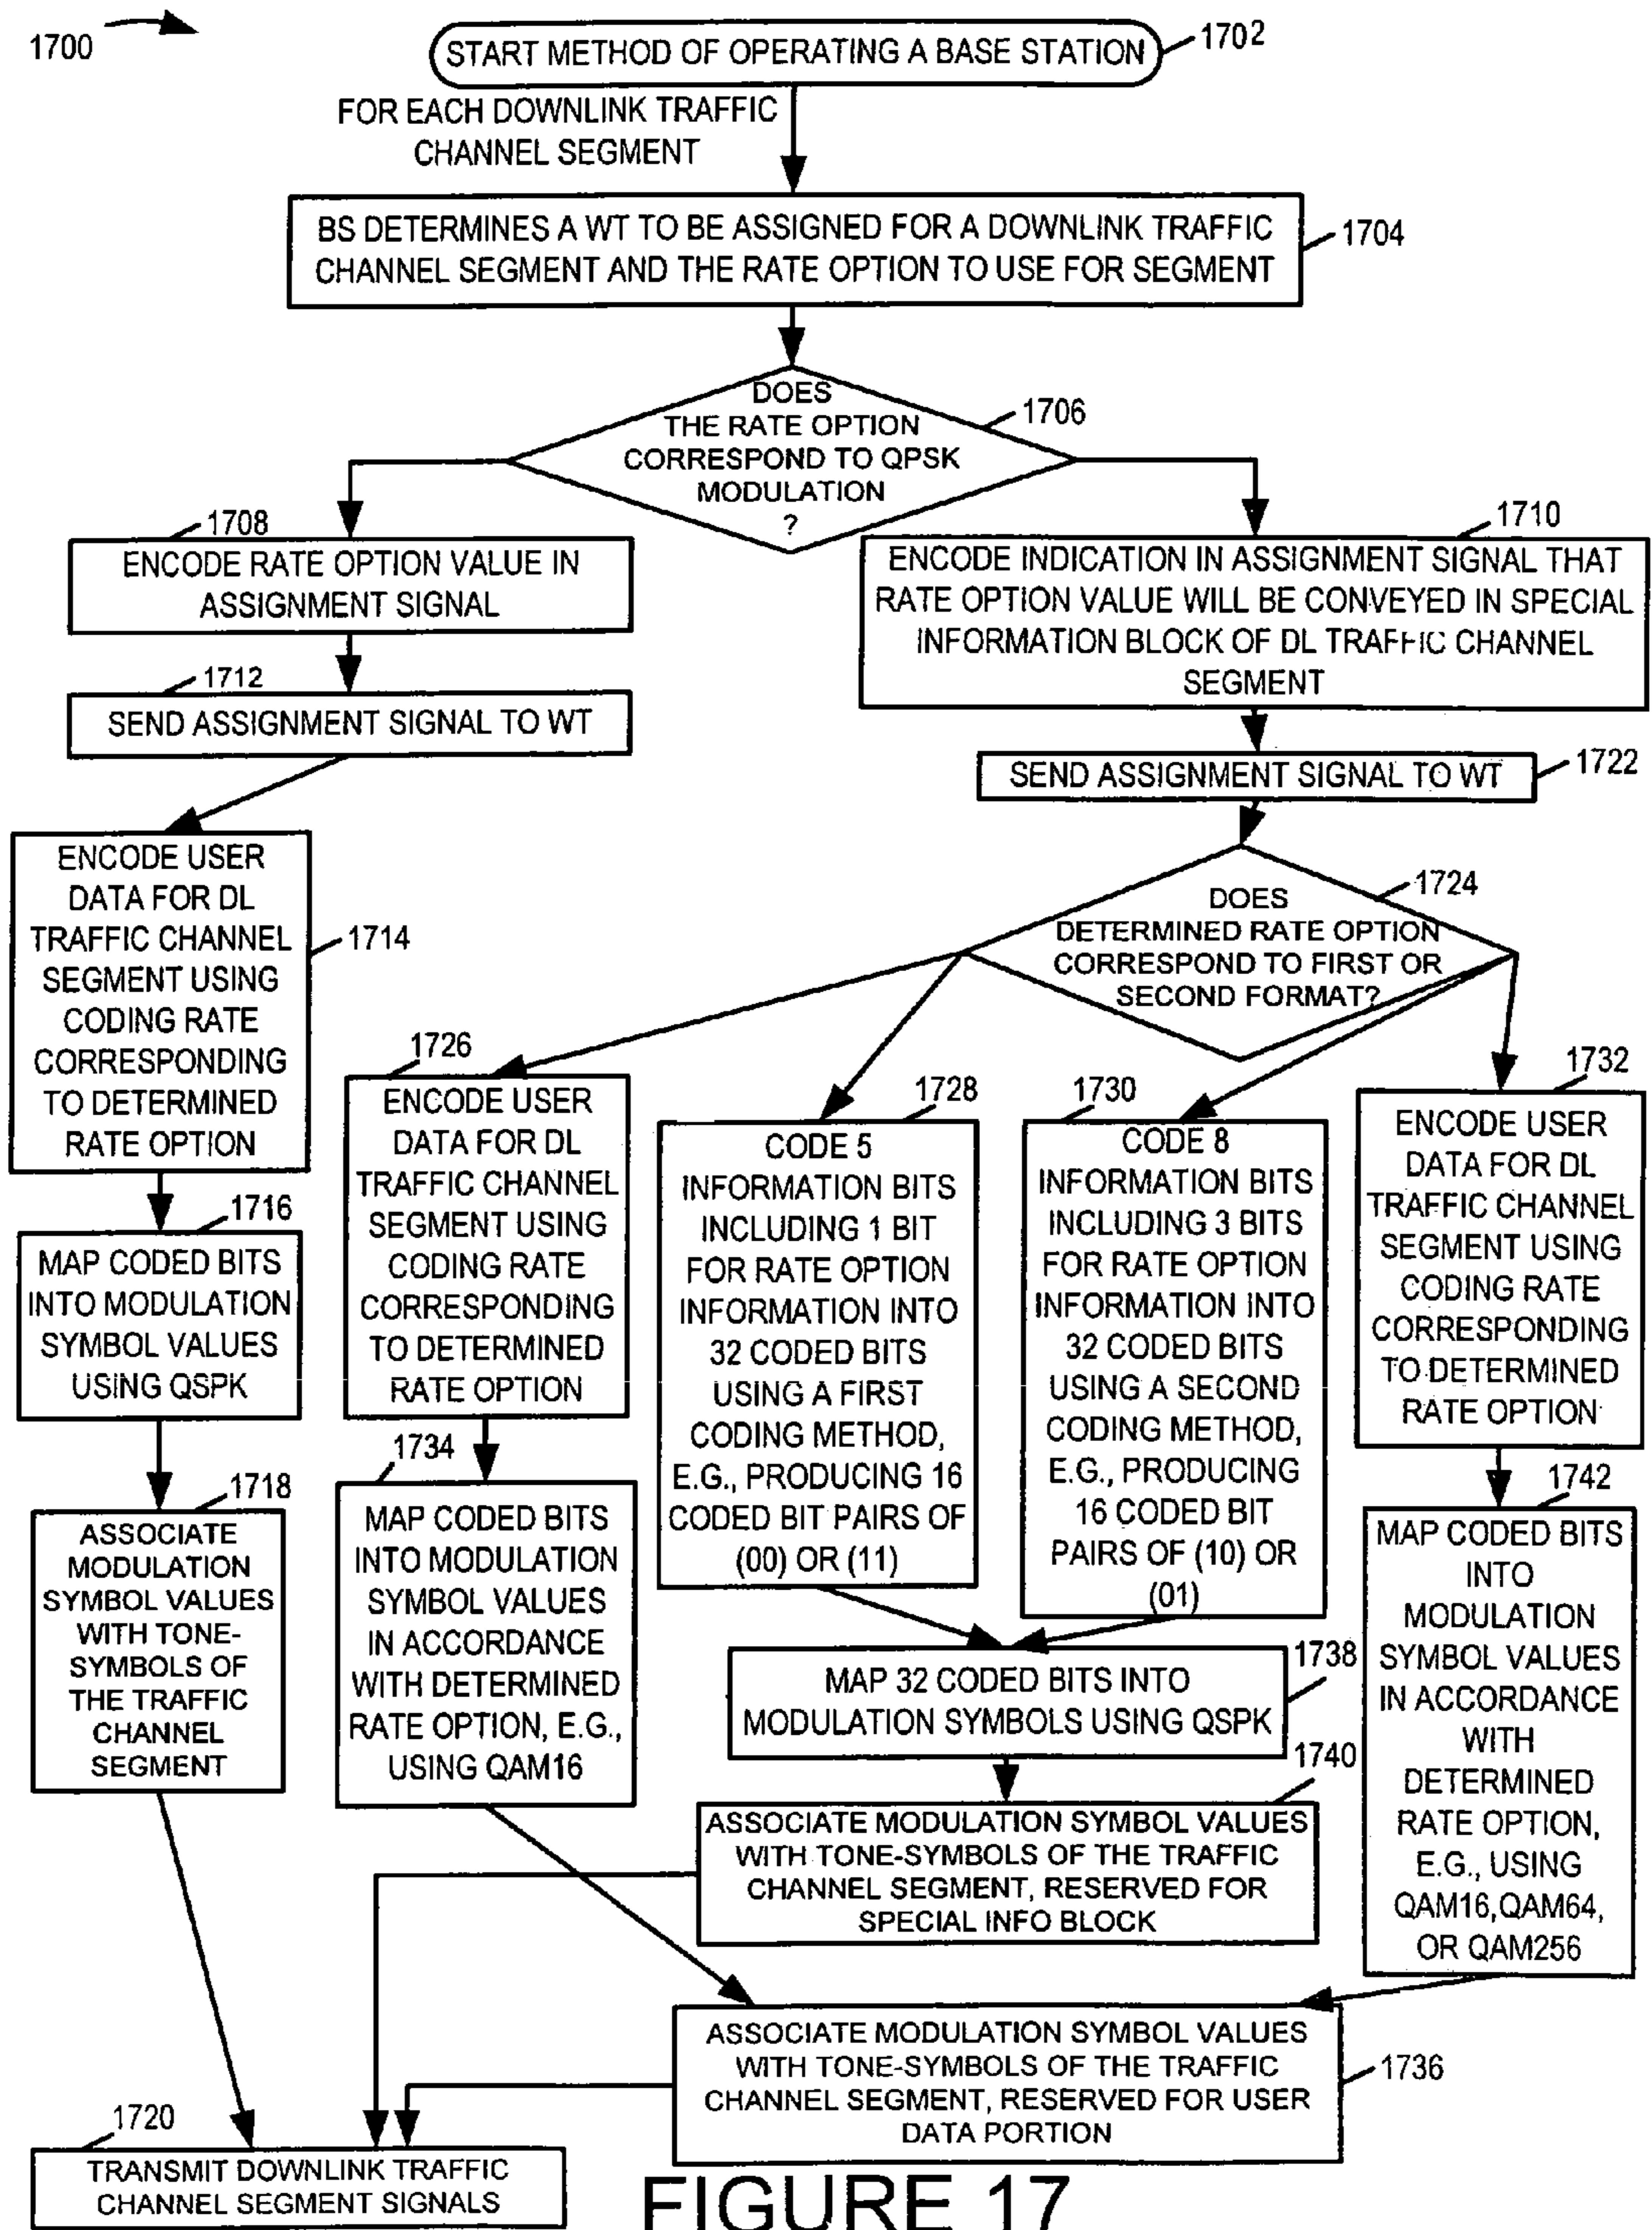 1700
START METHOD OF OPERATING A BASE STATION
1702
FOR EACH DOWNLINK TRAFFIC
CHANNEL SEGMENT
BS DETERMINES A WT TO BE ASSIGNED FOR A DOWNLINK TRAFFIC
CHANNEL SEGMENT AND THE RATE OPTION TO USE FOR SEGMENT
1704
DOES
THE RATE OPTION
CORRESPOND TO QPSK
MODULATION
?
1706
1708
ENCODE RATE OPTION VALUE IN
ASSIGNMENT SIGNAL
1710
ENCODE INDICATION IN ASSIGNMENT SIGNAL THAT
RATE OPTION VALUE WILL BE CONVEYED IN SPECIAL
INFORMATION BLOCK OF DL TRAFFIC CHANNEL
SEGMENT
1712
SEND ASSIGNMENT SIGNAL TO WT
SEND ASSIGNMENT SIGNAL TO WT
1722
ENCODE USER
DATA FOR DL
TRAFFIC CHANNEL
SEGMENT USING
CODING RATE
CORRESPONDING
TO DETERMINED
RATE OPTION
1714
DOES
DETERMINED RATE OPTION
CORRESPOND TO FIRST OR
SECOND FORMAT?
1724
1726
ENCODE USER
DATA FOR DL
TRAFFIC CHANNEL
SEGMENT USING
CODING RATE
CORRESPONDING
TO DETERMINED
RATE OPTION
1728
CODE 5
INFORMATION BITS
INCLUDING 1 BIT
FOR RATE OPTION
INFORMATION INTO
32 CODED BITS
USING A FIRST
CODING METHOD,
E.G., PRODUCING 16
CODED BIT PAIRS OF
(00) OR (11)
1730
CODE 8
INFORMATION BITS
INCLUDING 3 BITS
FOR RATE OPTION
INFORMATION INTO
32 CODED BITS
USING A SECOND
CODING METHOD,
E.G., PRODUCING
16 CODED BIT
PAIRS OF (10) OR
(01)
1732
ENCODE USER
DATA FOR DL
TRAFFIC CHANNEL
SEGMENT USING
CODING RATE
CORRESPONDING
TO DETERMINED
RATE OPTION
1716
MAP CODED BITS
INTO MODULATION
SYMBOL VALUES
USING QSPK
1734
MAP CODED BITS
INTO MODULATION
SYMBOL VALUES
IN ACCORDANCE
WITH DETERMINED
RATE OPTION, E.G.,
USING QAM16
1718
ASSOCIATE
MODULATION
SYMBOL VALUES
WITH TONE-
SYMBOLS OF
THE TRAFFIC
CHANNEL
SEGMENT
1742
MAP CODED BITS
INTO
MODULATION
SYMBOL VALUES
IN ACCORDANCE
WITH
DETERMINED
RATE OPTION,
E.G., USING
QAM16,QAM64,
OR QAM256
MAP 32 CODED BITS INTO
MODULATION SYMBOLS USING QSPK
1738
1740
ASSOCIATE MODULATION SYMBOL VALUES
WITH TONE-SYMBOLS OF THE TRAFFIC
CHANNEL SEGMENT, RESERVED FOR
SPECIAL INFO BLOCK
ASSOCIATE MODULATION SYMBOL VALUES
WITH TONE-SYMBOLS OF THE TRAFFIC
CHANNEL SEGMENT, RESERVED FOR USER
DATA PORTION
1736
1720
TRANSMIT DOWNLINK TRAFFIC
CHANNEL SEGMENT SIGNALS
FIGURE 17